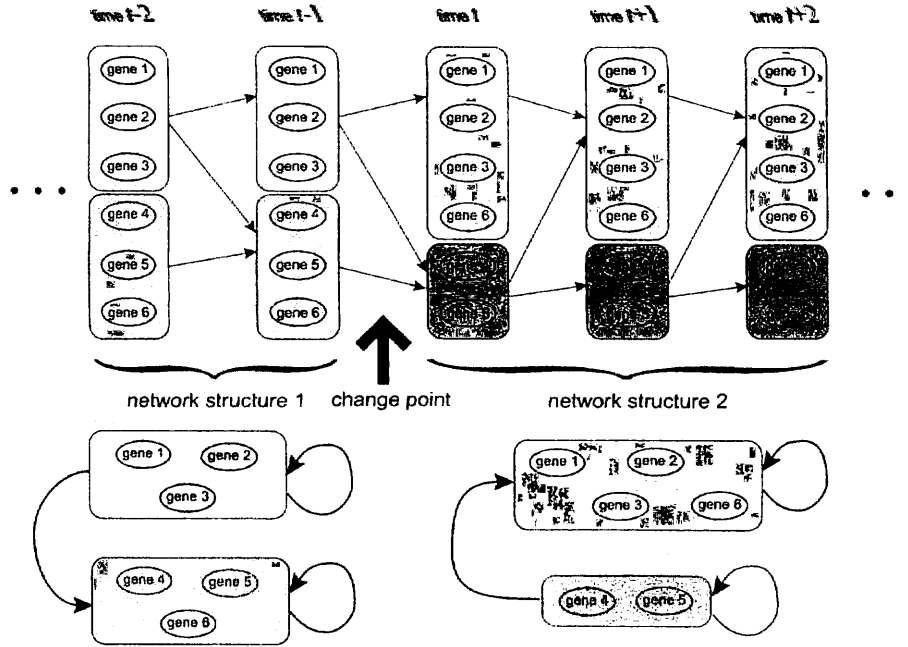 time t-2 time t-1 time t time t+1 time t+2
gene 1 gene 1 gene 1 gene 1 gene 1
gene 2 gene 2 gene 2 gene 2 gene 2
gene 3 gene 3 gene 3 gene 3 gene 3
gene 4 gene 4 gene 6 gene 6 gene 6
gene 5 gene 5
gene 6 gene 6
network structure 1 change point network structure 2
gene 1 gene 2 gene 1 gene 2
gene 3 gene 3 gene 6
gene 4 gene 5 gene 4 gene 5
gene 6